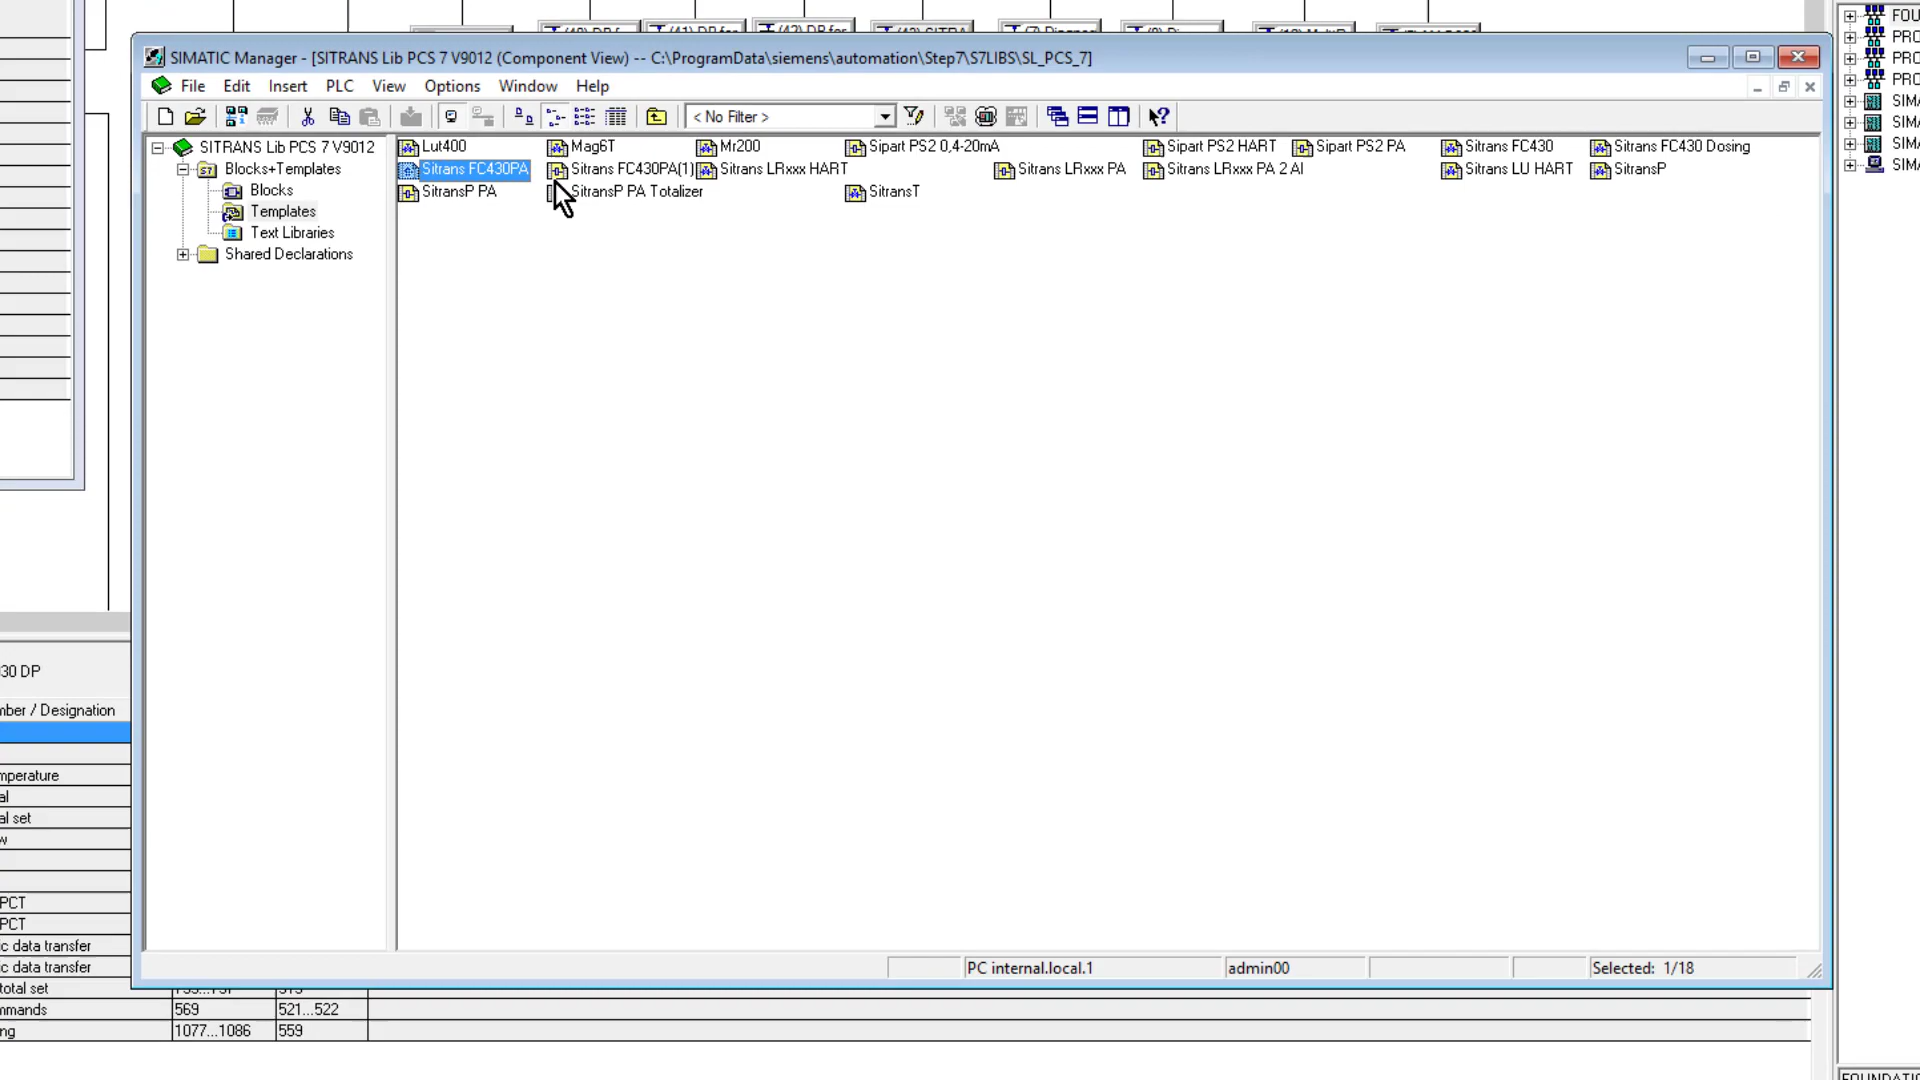 SIMATIC Manager - [SITRANS Lib PCS 7 V9012 (Component View) -- C:\ProgramData\siemens\automation\Step7\S7LIBS\SL_PCS_7]
File Edit Insert PLC View Options Window Help
< No Filter >
SITRANS Lib PCS 7 V9012
Blocks+Templates
Blocks
Templates
Text Libraries
Shared Declarations
Lut400 Mag6T Mr200 Sipart PS2 0,4-20mA Sipart PS2 HART Sipart PS2 PA Sitrans FC430 Sitrans FC430 Dosing
Sitrans FC430PA Sitrans FC430PA(1) Sitrans LRxxx HART Sitrans LRxxx PA Sitrans LRxxx PA 2 AI Sitrans LU HART SitransP
SitransP PA SitransP PA Totalizer SitransT
PC internal.local.1 admin00 Selected: 1/18
30 DP
mber / Designation
mperature
al
al set
w
PCT
PCT
c data transfer
c data transfer
total set
mmands 569 521...522
ng 1077...1086 559
FOU
PRO
PRO
PRO
SIMA
SIMA
SIMA
SIMA